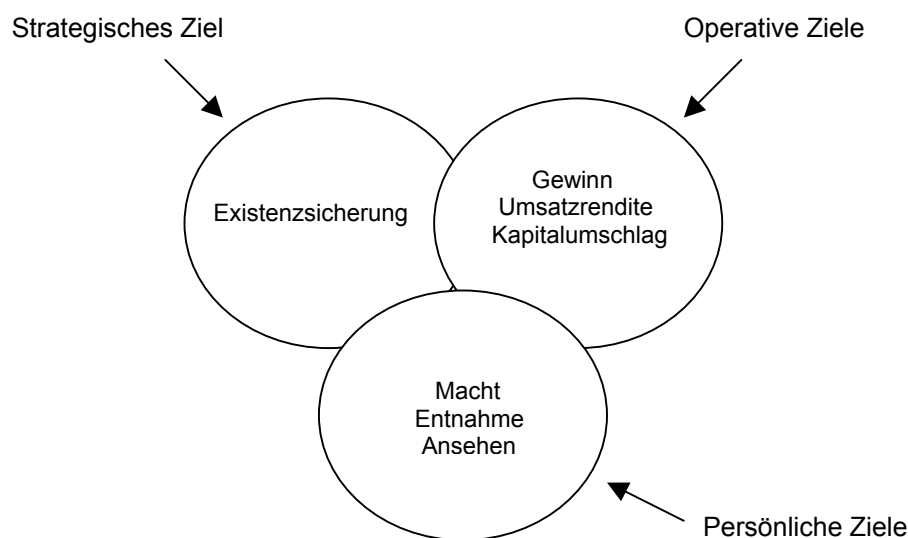 Strategisches Ziel
Operative Ziele
Existenzsicherung
Gewinn
Umsatzrendite
Kapitalumschlag
Macht
Entnahme
Ansehen
Persönliche Ziele